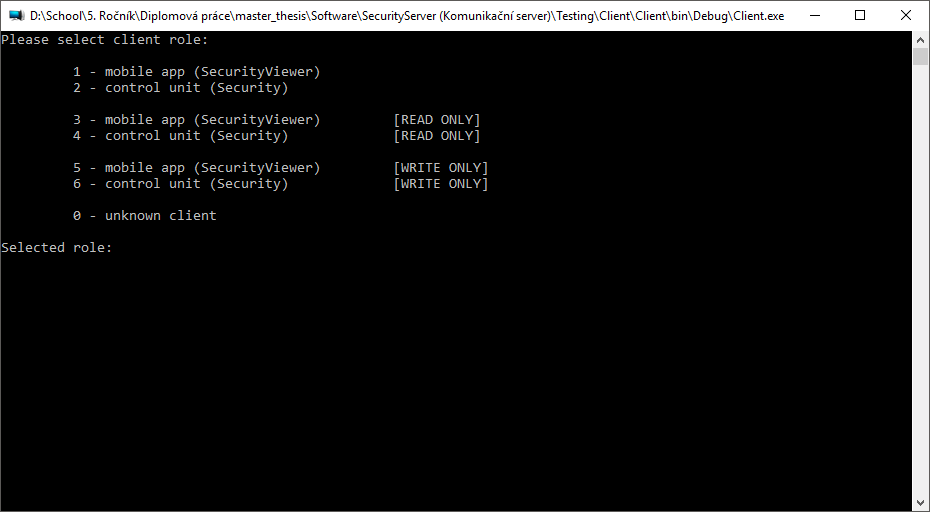 D:\School\5. Ročník\Diplomová práce\master_thesis\Software\SecurityServer (Komunikační server)\Testing\Client\Client\bin\Debug\Client.exe
Please select client role:
1 - mobile app (SecurityViewer)
2 - control unit (Security)
3 - mobile app (SecurityViewer) [READ ONLY]
4 - control unit (Security) [READ ONLY]
5 - mobile app (SecurityViewer) [WRITE ONLY]
6 - control unit (Security) [WRITE ONLY]
0 - unknown client
Selected role: